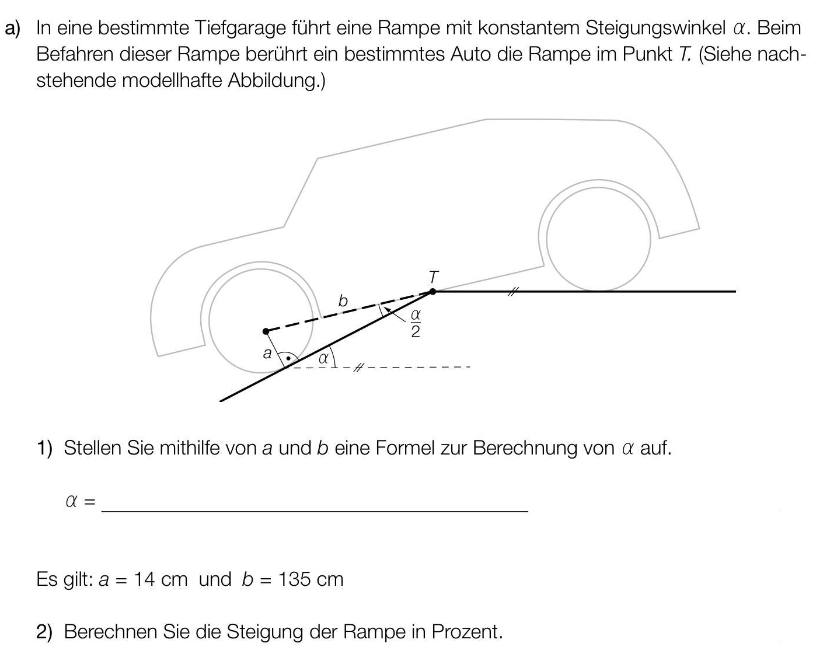 a) In eine bestimmte Tiefgarage führt eine Rampe mit konstantem Steigungswinkel α. Beim
Befahren dieser Rampe berührt ein bestimmtes Auto die Rampe im Punkt T. (Siehe nach-
stehende modellhafte Abbildung.)
T
b
α
2
a
α
1) Stellen Sie mithilfe von a und b eine Formel zur Berechnung von α auf.
α =
Es gilt: a = 14 cm und b = 135 cm
2) Berechnen Sie die Steigung der Rampe in Prozent.